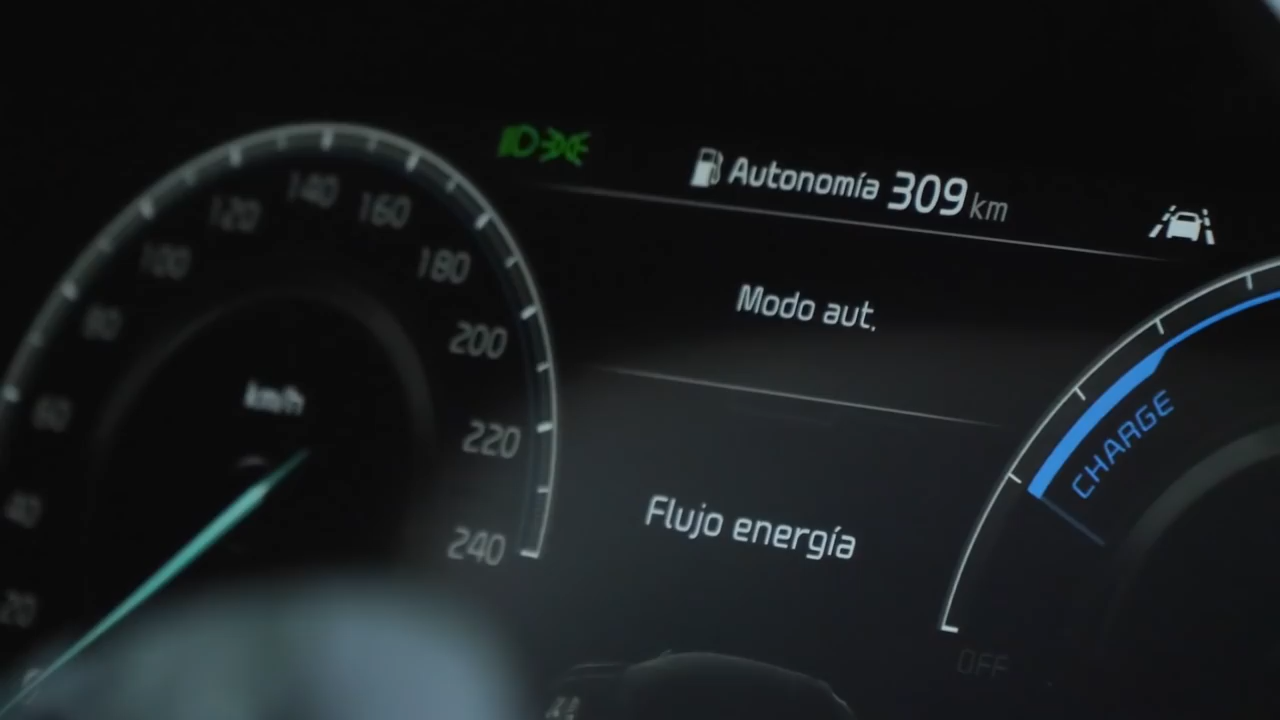 Autonomía 309 km
Modo aut.
Flujo energía
km/h
20
40
60
80
100
120
140
160
180
200
220
240
CHARGE
OFF